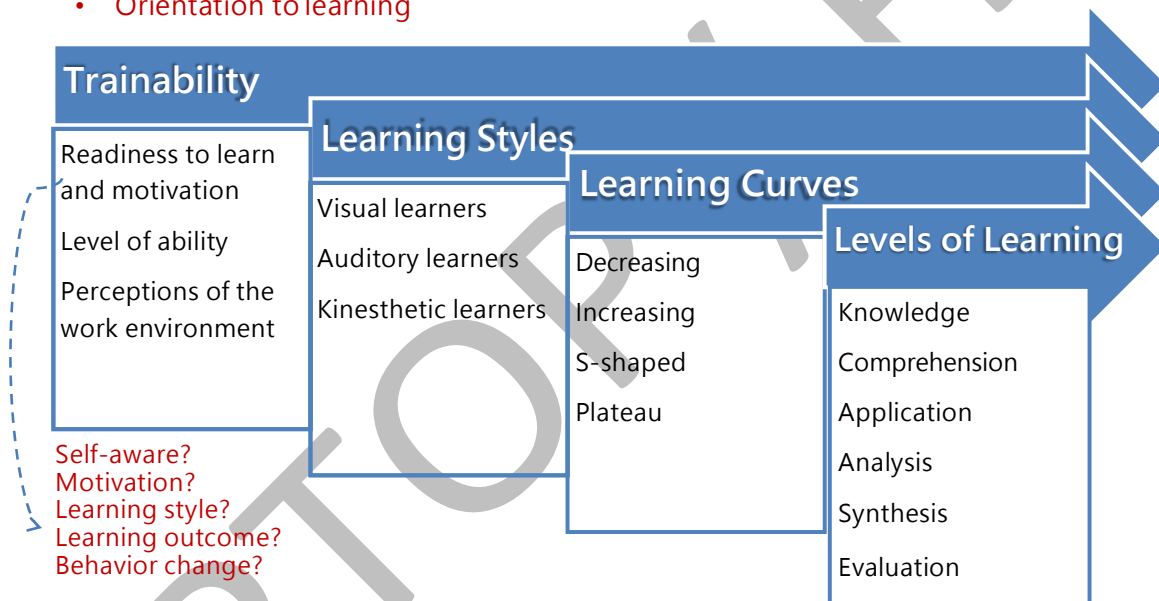 • Orientation to learning
Trainability
Readiness to learn
and motivation
Level of ability
Perceptions of the
work environment
Self-aware?
Motivation?
Learning style?
Learning outcome?
Behavior change?
Learning Styles
Visual learners
Auditory learners
Kinesthetic learners
Learning Curves
Decreasing
Increasing
S-shaped
Plateau
Levels of Learning
Knowledge
Comprehension
Application
Analysis
Synthesis
Evaluation